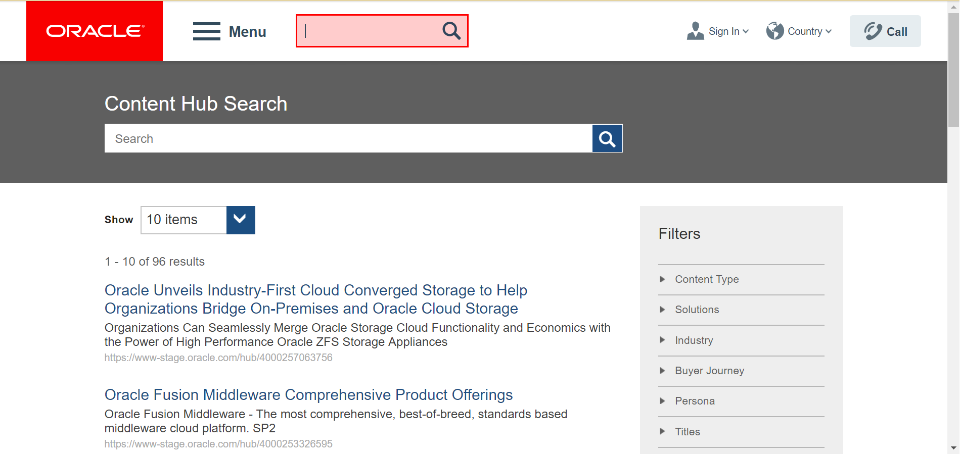 ORACLE
Menu
Sign In
Country
Call
Content Hub Search
Search
Show
10 items
1 - 10 of 96 results
Oracle Unveils Industry-First Cloud Converged Storage to Help
Organizations Bridge On-Premises and Oracle Cloud Storage
Organizations Can Seamlessly Merge Oracle Storage Cloud Functionality and Economics with
the Power of High Performance Oracle ZFS Storage Appliances
https://www-stage.oracle.com/hub/4000257063756
Oracle Fusion Middleware Comprehensive Product Offerings
Oracle Fusion Middleware - The most comprehensive, best-of-breed, standards based
middleware cloud platform. SP2
https://www-stage.oracle.com/hub/4000253326595
Filters
Content Type
Solutions
Industry
Buyer Journey
Persona
Titles